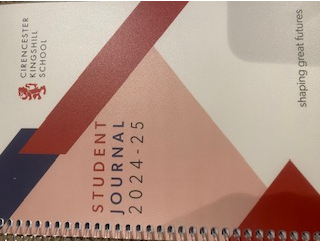 CIRENCESTER
KINGSHILL
SCHOOL
STUDENT
JOURNAL
2024-25
shaping great futures